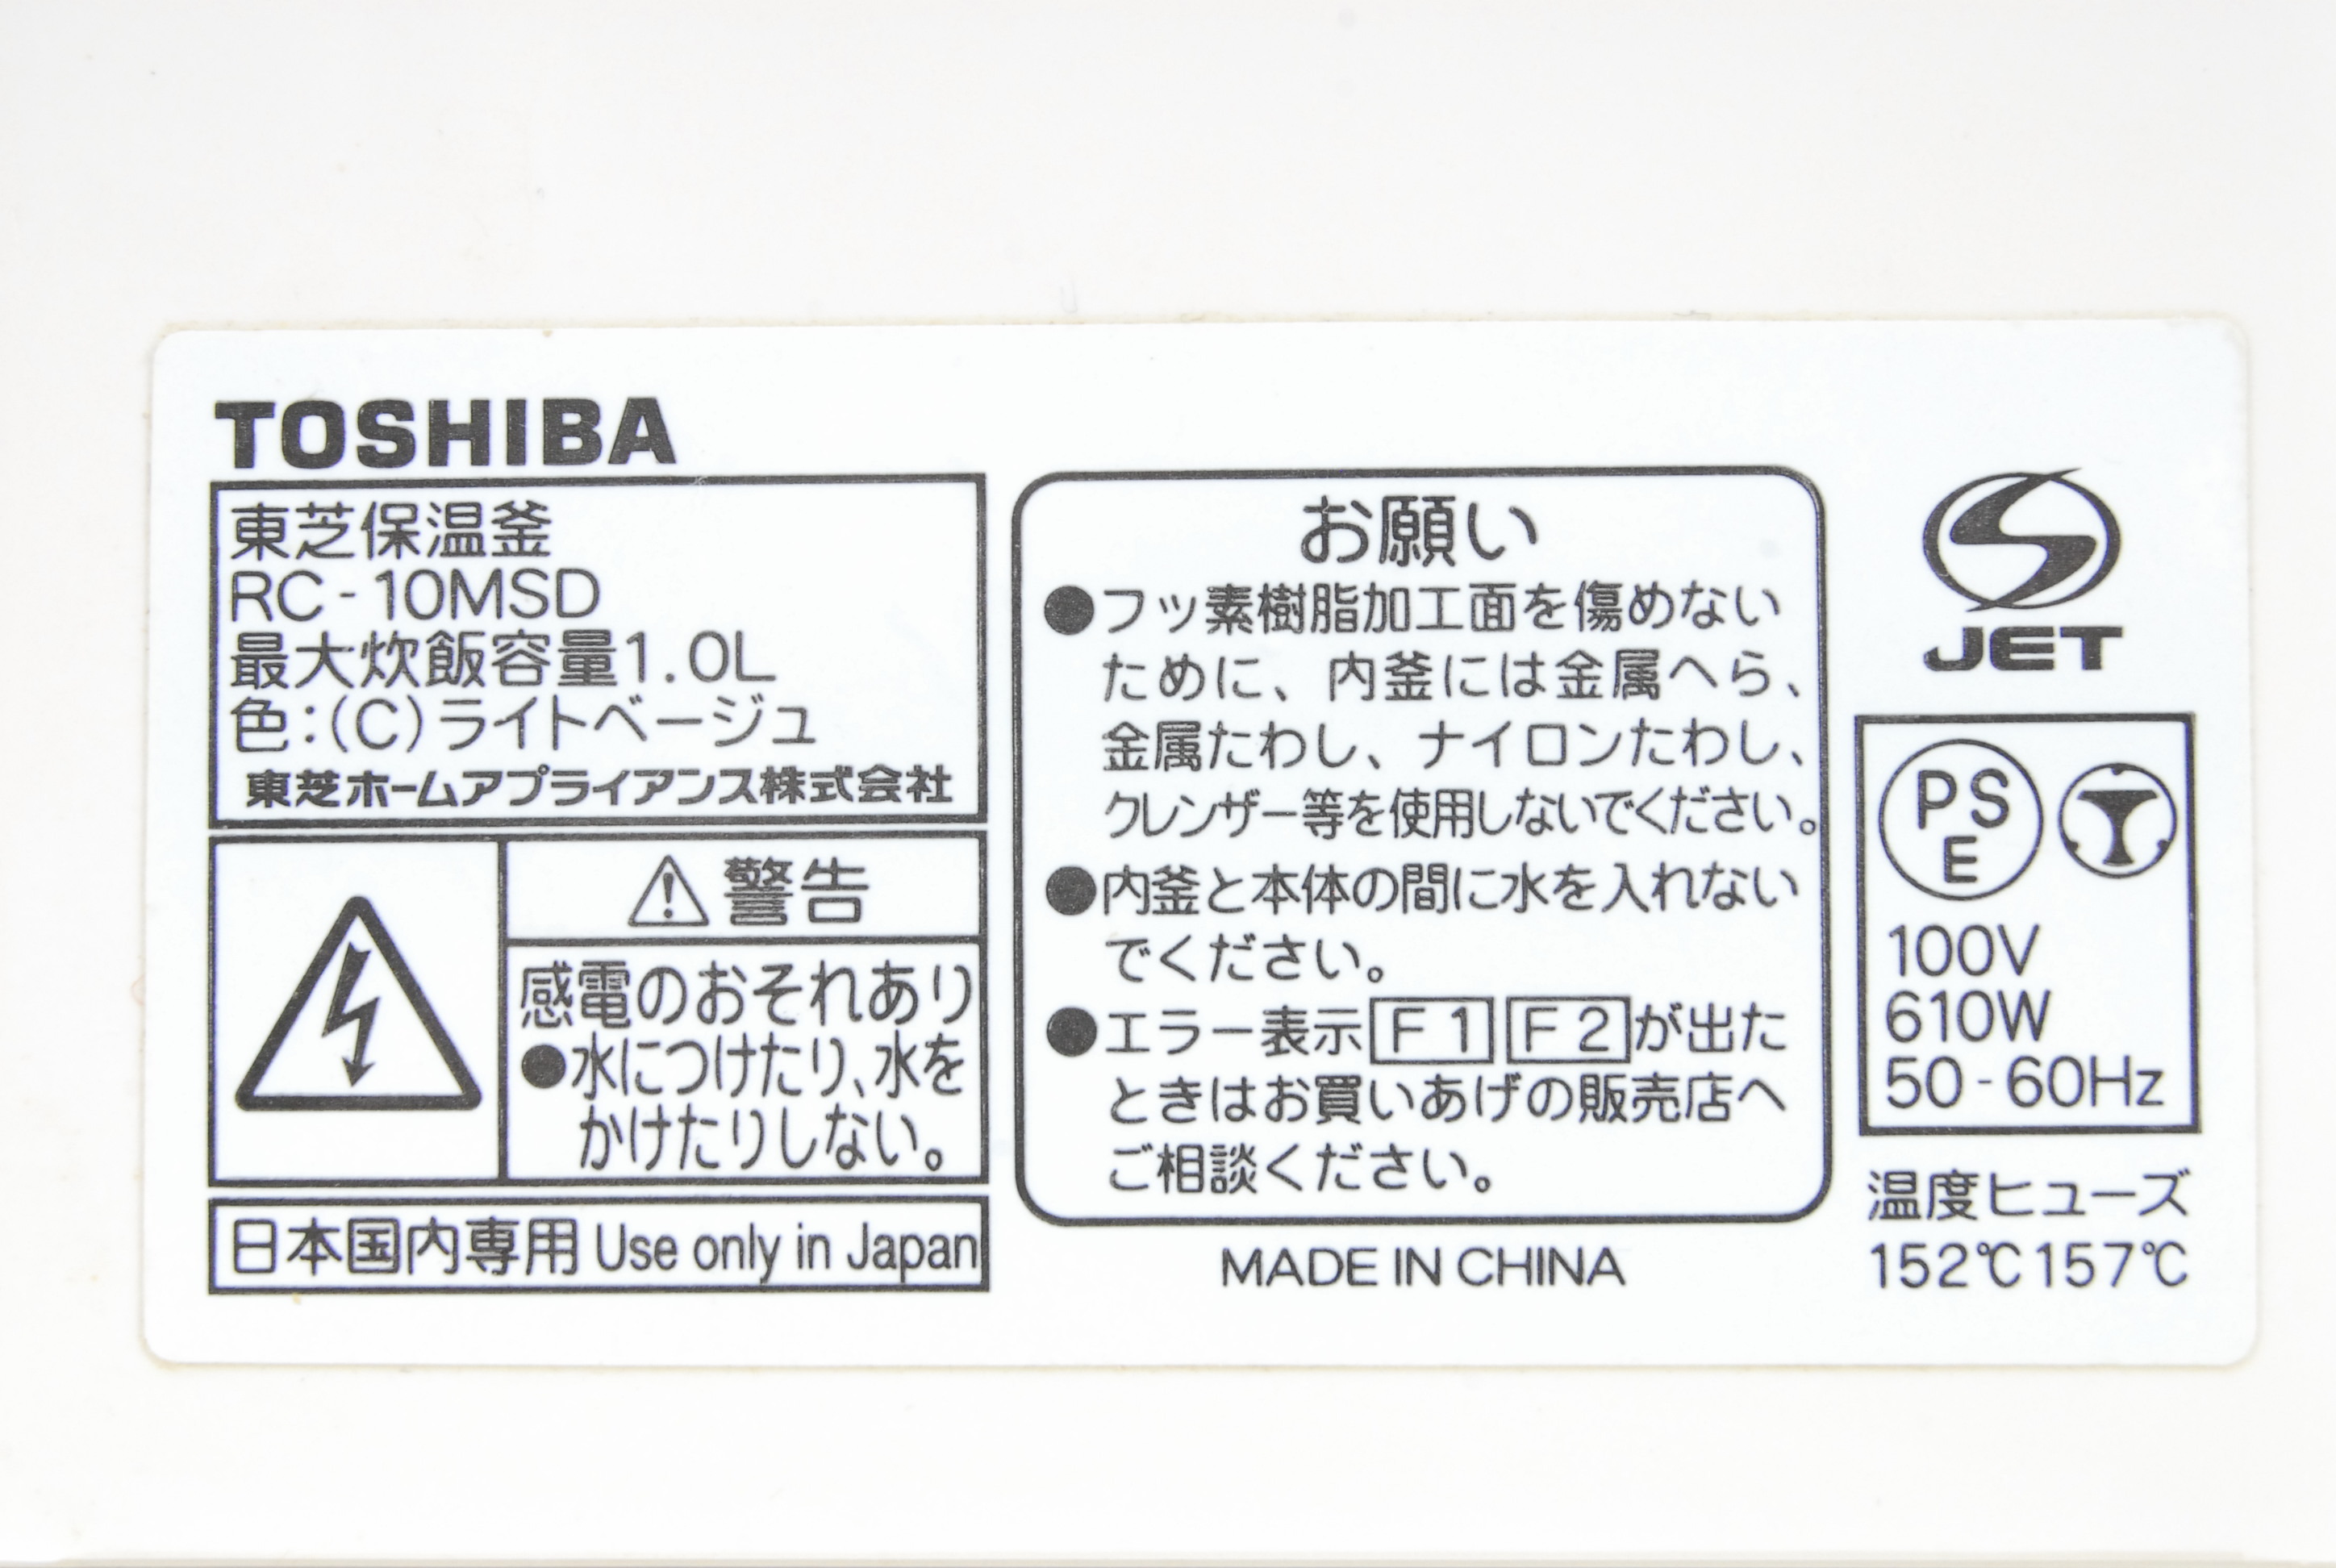 TOSHIBA
東芝保温釜
RC-10MSD
最大炊飯容量1.0L
色:(C)ライトベージュ
東芝ホームアプライアンス株式会社
警告
感電のおそれあり
●水につけたり、水を
かけたりしない。
日本国内専用 Use only in Japan
お願い
●フッ素樹脂加工面を傷めない
ために、内釜には金属へら、
金属たわし、ナイロンたわし、
クレンザー等を使用しないでください。
●内釜と本体の間に水を入れない
でください。
●エラー表示 F1 F2 が出た
ときはお買いあげの販売店へ
ご相談ください。
MADE IN CHINA
JET
PS
E
100V
610W
50-60Hz
温度ヒューズ
152℃157℃